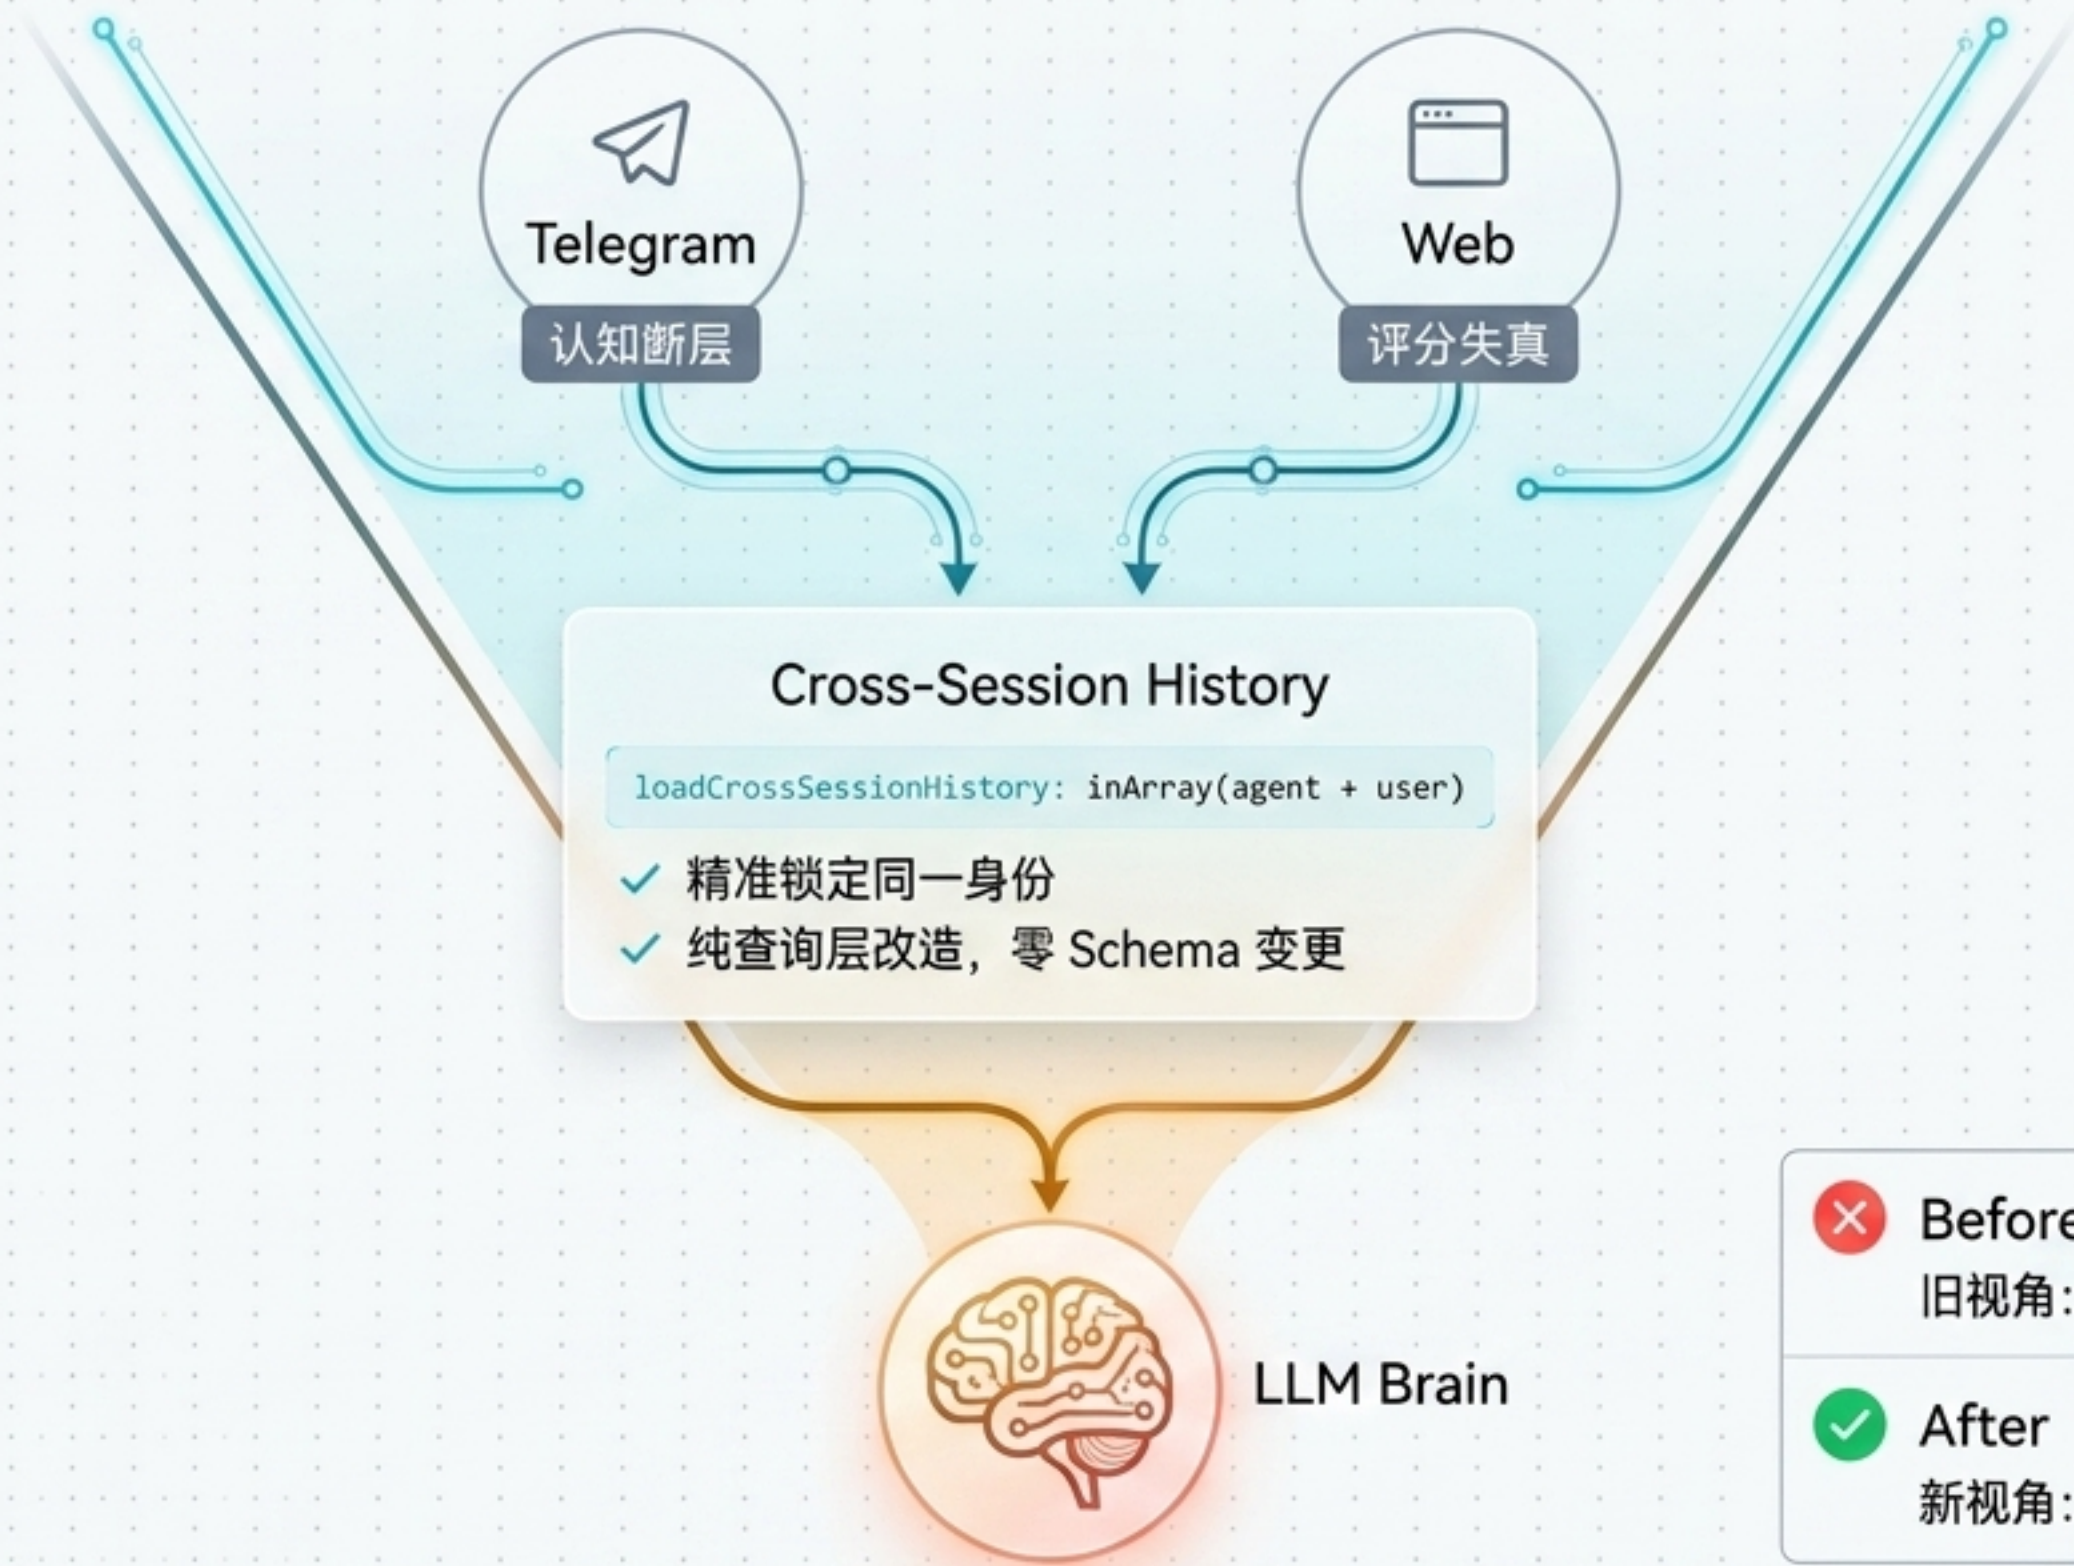 Telegram
认知断层
Web
评分失真
Cross-Session History
loadCrossSessionHistory: inArray(agent + user)
精准锁定同一身份
纯查询层改造，零 Schema 变更
LLM Brain
Before
旧视角:
After
新视角: